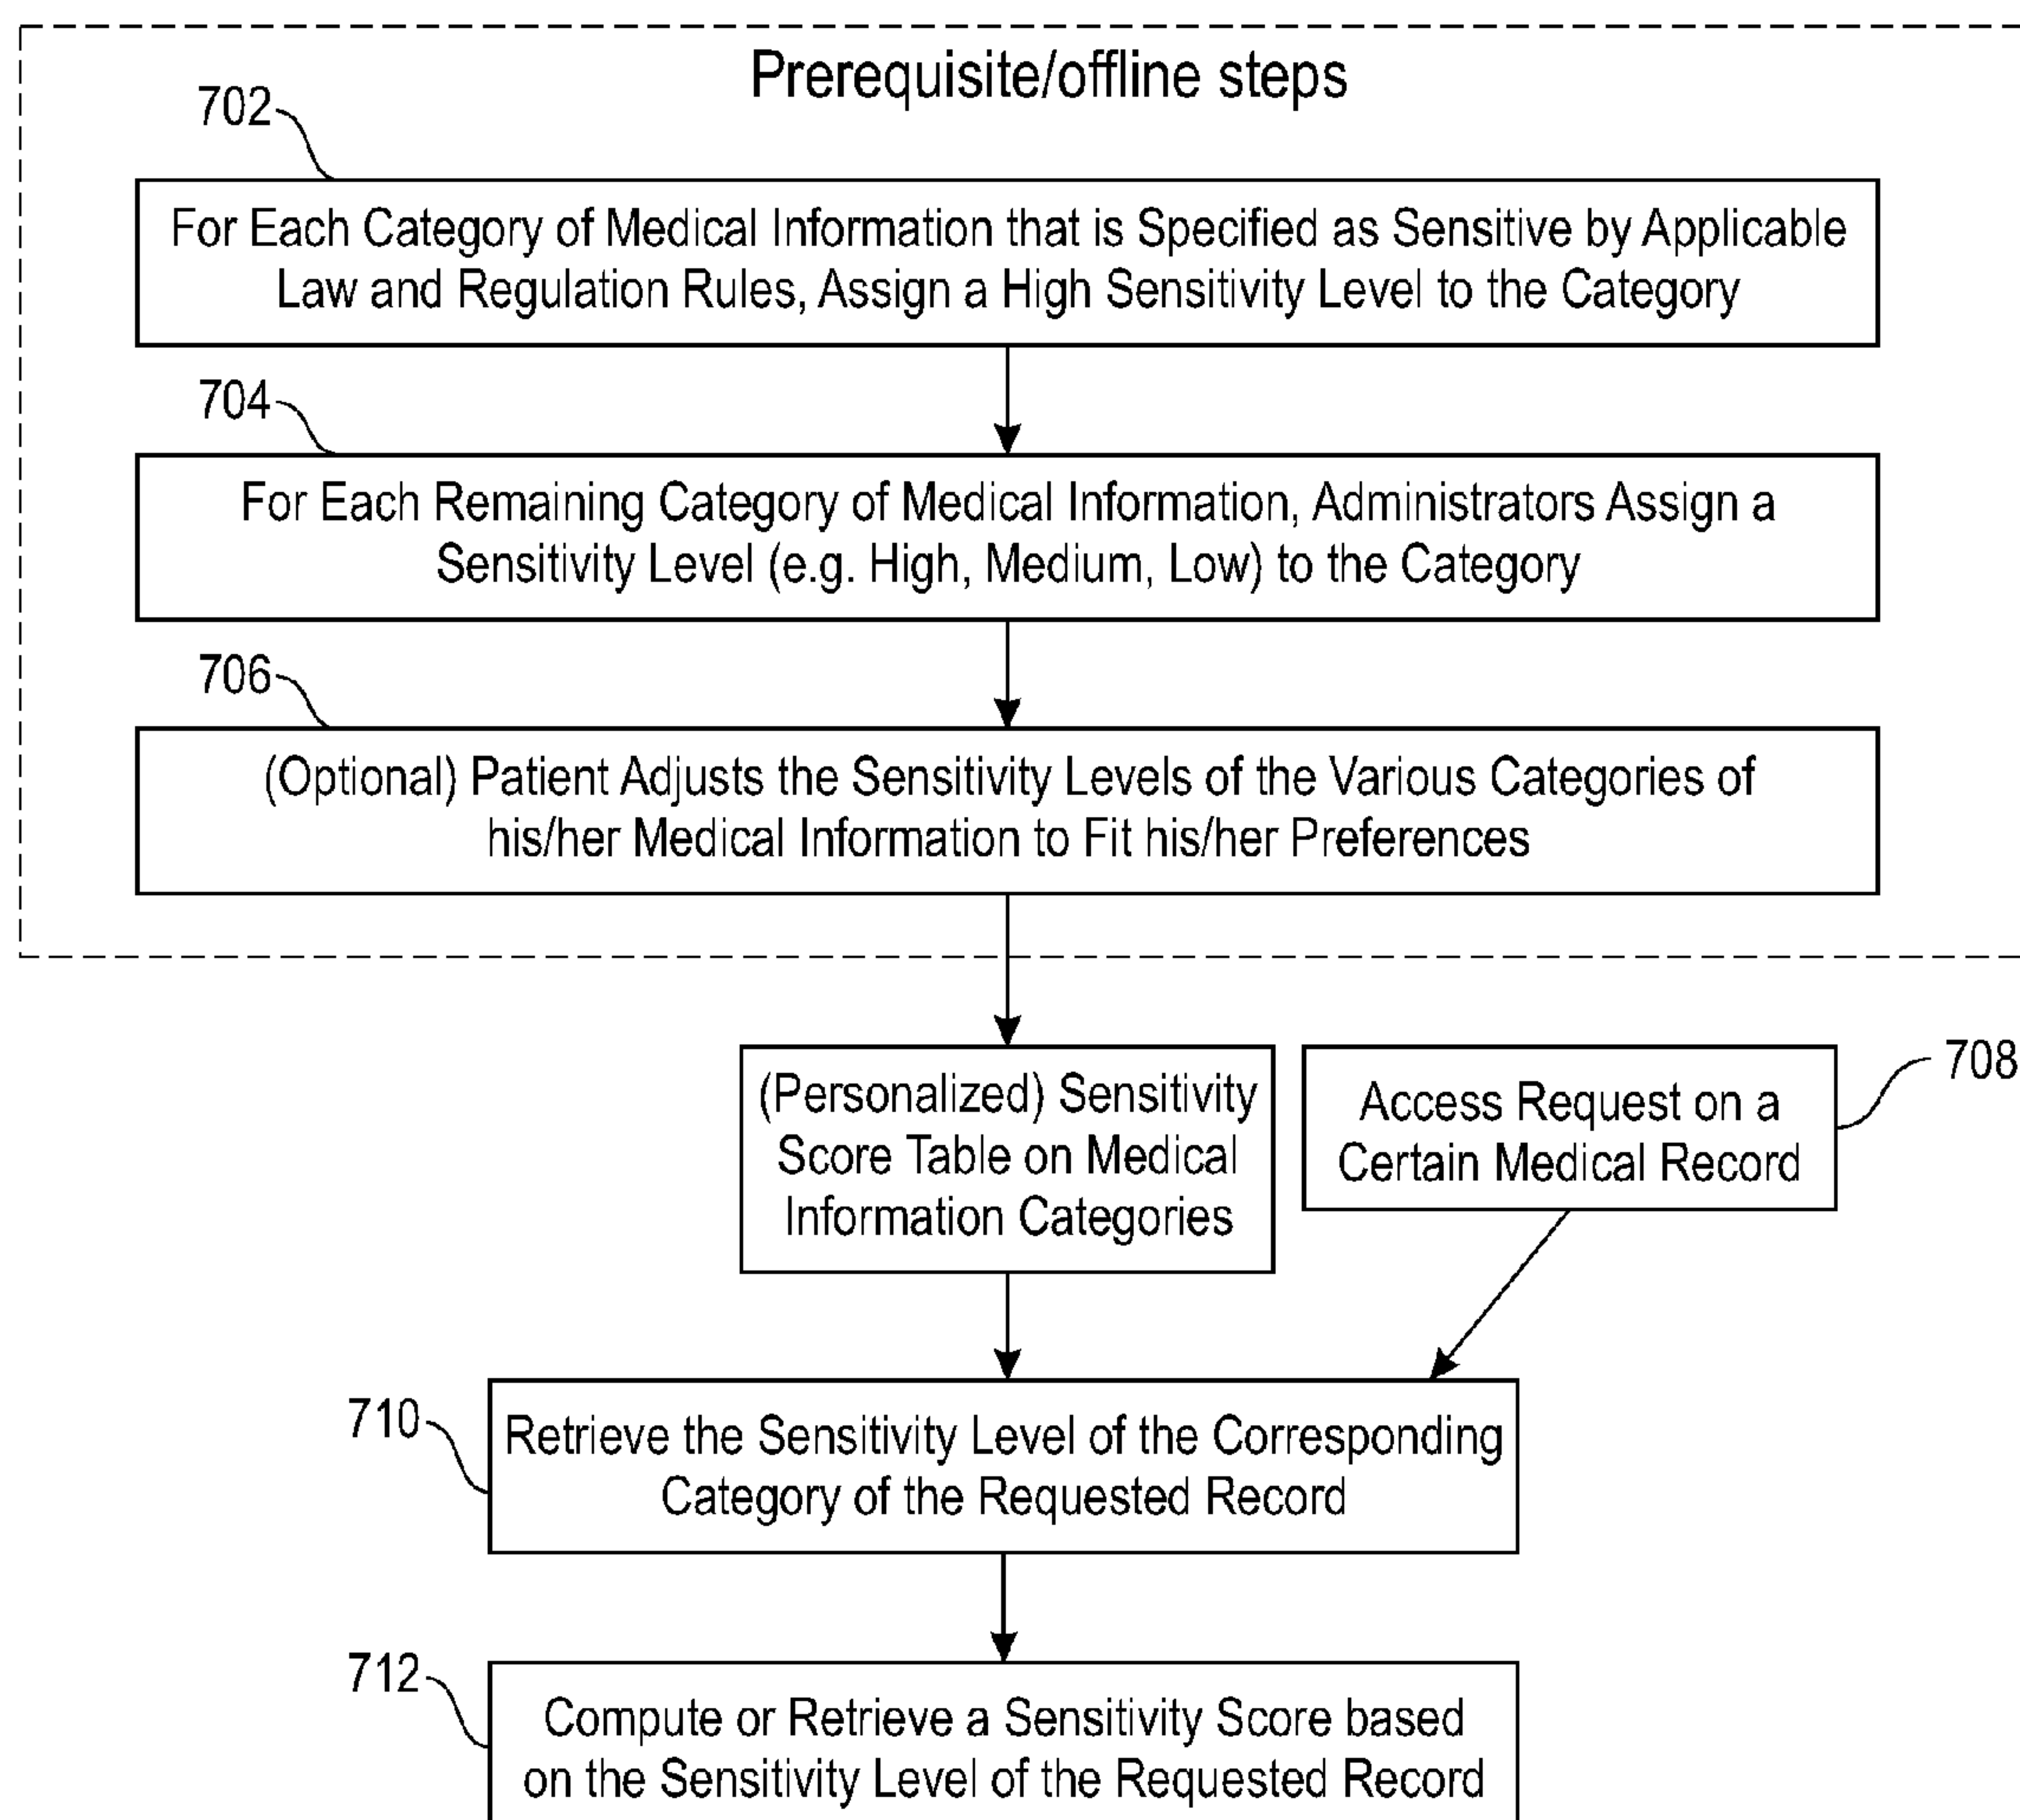 Prerequisite/offline steps
702
For Each Category of Medical Information that is Specified as Sensitive by Applicable
Law and Regulation Rules, Assign a High Sensitivity Level to the Category
704
For Each Remaining Category of Medical Information, Administrators Assign a
Sensitivity Level (e.g. High, Medium, Low) to the Category
706
(Optional) Patient Adjusts the Sensitivity Levels of the Various Categories of
his/her Medical Information to Fit his/her Preferences
(Personalized) Sensitivity
Score Table on Medical
Information Categories
708
Access Request on a
Certain Medical Record
710
Retrieve the Sensitivity Level of the Corresponding
Category of the Requested Record
712
Compute or Retrieve a Sensitivity Score based
on the Sensitivity Level of the Requested Record